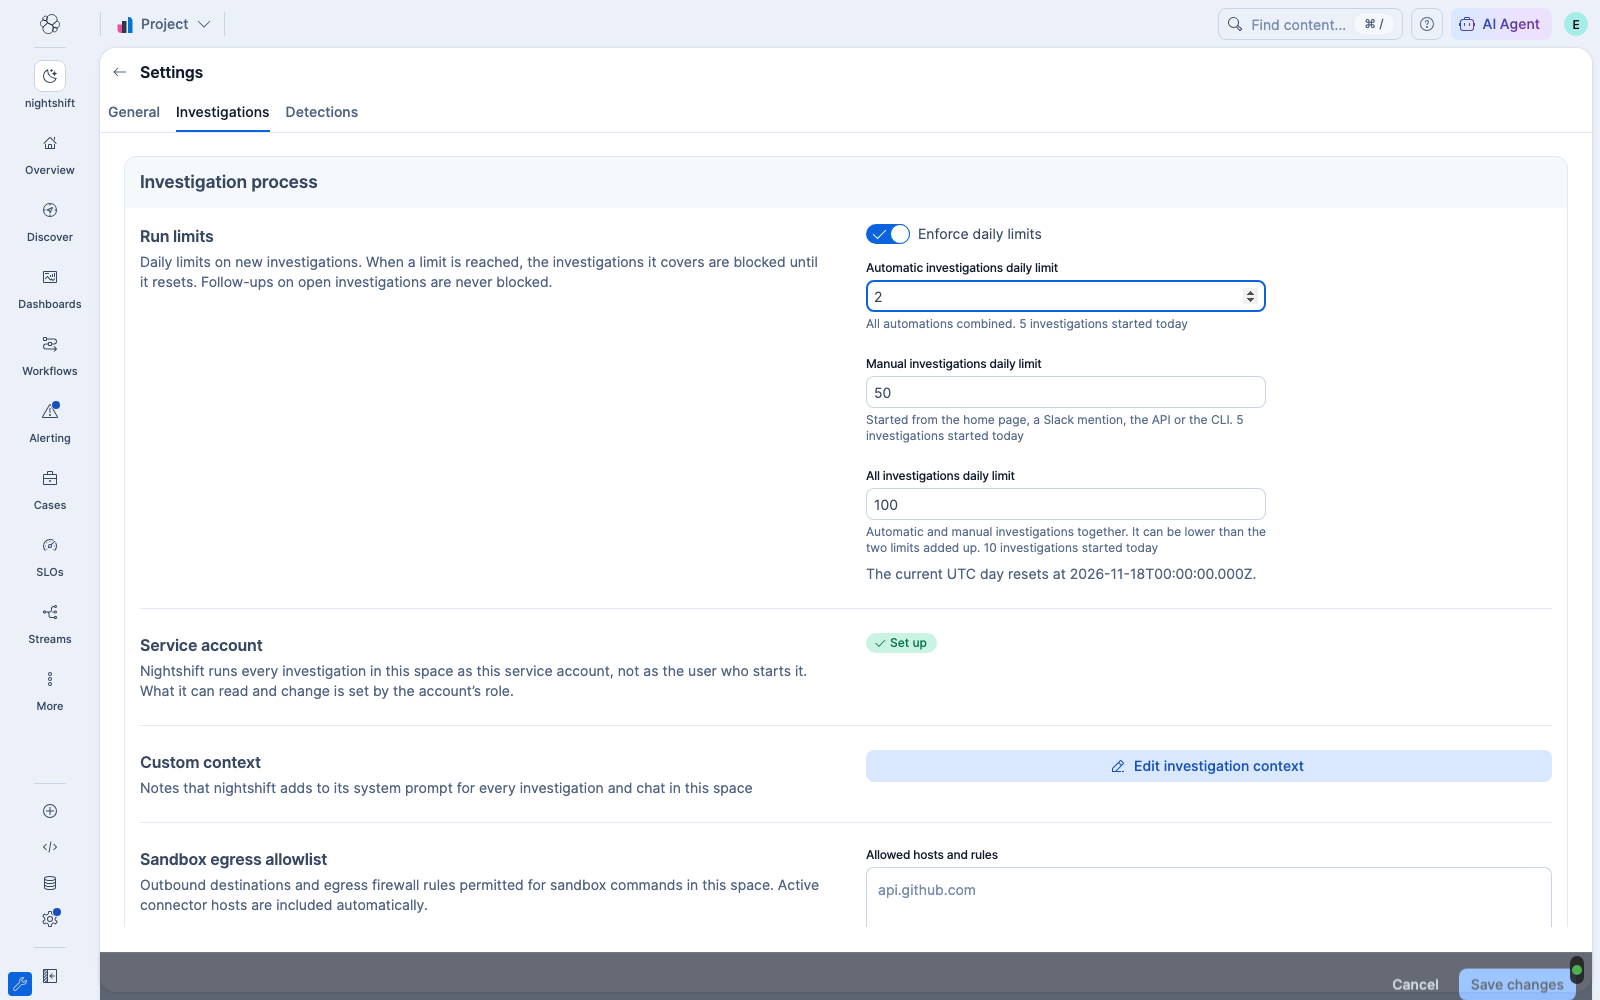 Project
Find content...
⌘ /
AI Agent
E
Settings
nightshift
General
Investigations
Detections
Overview
Discover
Dashboards
Workflows
Alerting
Cases
SLOs
Streams
More
Investigation process
Run limits
Daily limits on new investigations. When a limit is reached, the investigations it covers are blocked until
it resets. Follow-ups on open investigations are never blocked.
Enforce daily limits
Automatic investigations daily limit
2
All automations combined. 5 investigations started today
Manual investigations daily limit
50
Started from the home page, a Slack mention, the API or the CLI. 5
investigations started today
All investigations daily limit
100
Automatic and manual investigations together. It can be lower than the
two limits added up. 10 investigations started today
The current UTC day resets at 2026-11-18T00:00:00.000Z.
Service account
Nightshift runs every investigation in this space as this service account, not as the user who starts it.
What it can read and change is set by the account’s role.
Set up
Custom context
Notes that nightshift adds to its system prompt for every investigation and chat in this space
Edit investigation context
Sandbox egress allowlist
Outbound destinations and egress firewall rules permitted for sandbox commands in this space. Active
connector hosts are included automatically.
Allowed hosts and rules
api.github.com
Cancel
Save changes